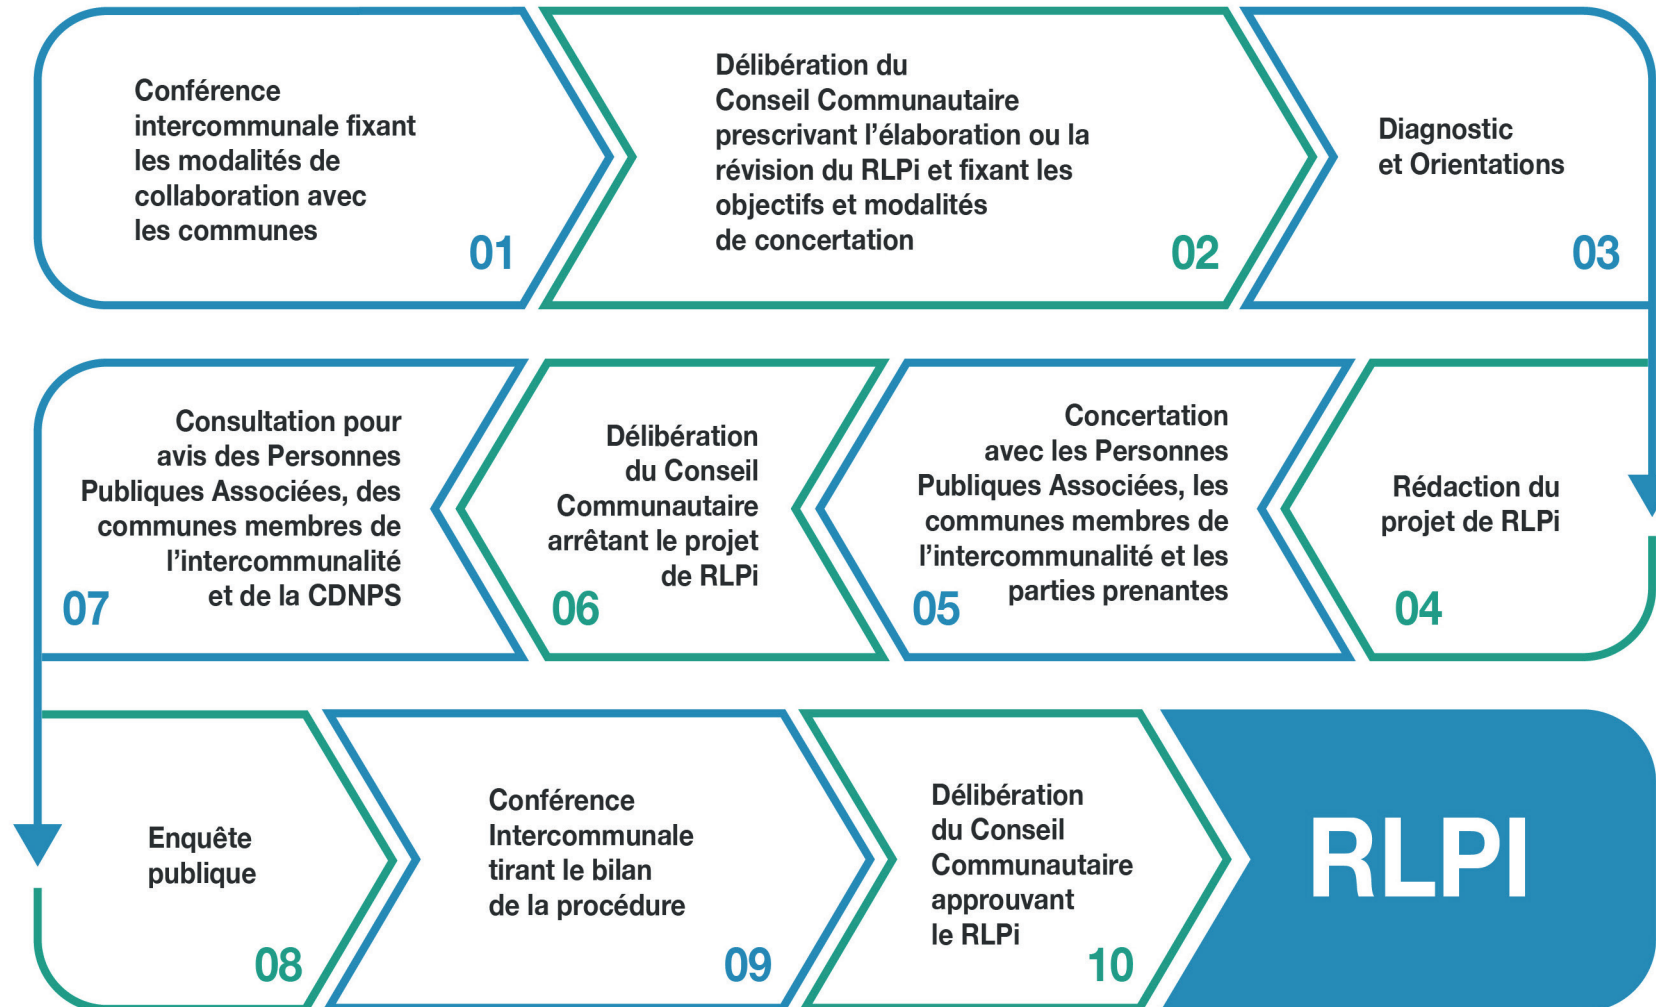 Conférence
intercommunale fixant
les modalités de
collaboration avec
les communes
01
Délibération du
Conseil Communautaire
prescrivant l’élaboration ou la
révision du RLPi et fixant les
objectifs et modalités
de concertation
02
Diagnostic
et Orientations
03
Rédaction du
projet de RLPi
04
Concertation
avec les Personnes
Publiques Associées, les
communes membres de
l’intercommunalité et les
parties prenantes
05
Délibération
du Conseil
Communautaire
arrêtant le projet
de RLPi
06
Consultation pour
avis des Personnes
Publiques Associées, des
communes membres de
l’intercommunalité
et de la CDNPS
07
Enquête
publique
08
Conférence
Intercommunale
tirant le bilan
de la procédure
09
Délibération
du Conseil
Communautaire
approuvant
le RLPi
10
RLPI